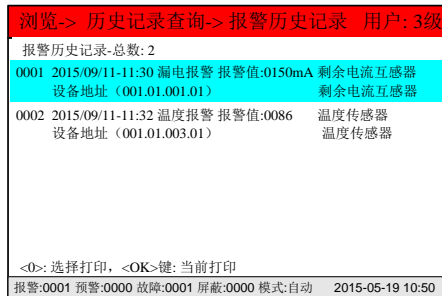 浏览-> 历史记录查询-> 报警历史记录 用户: 3级
报警历史记录-总数: 2
0001 2015/09/11-11:30 漏电报警 报警值:0150mA 剩余电流互感器
设备地址（001.01.001.01） 剩余电流互感器
0002 2015/09/11-11:32 温度报警 报警值:0086 温度传感器
设备地址（001.01.003.01） 温度传感器
<0>: 选择打印，<OK>键: 当前打印
报警:0001 预警:0000 故障:0001 屏蔽:0000 模式:自动 2015-05-19 10:50